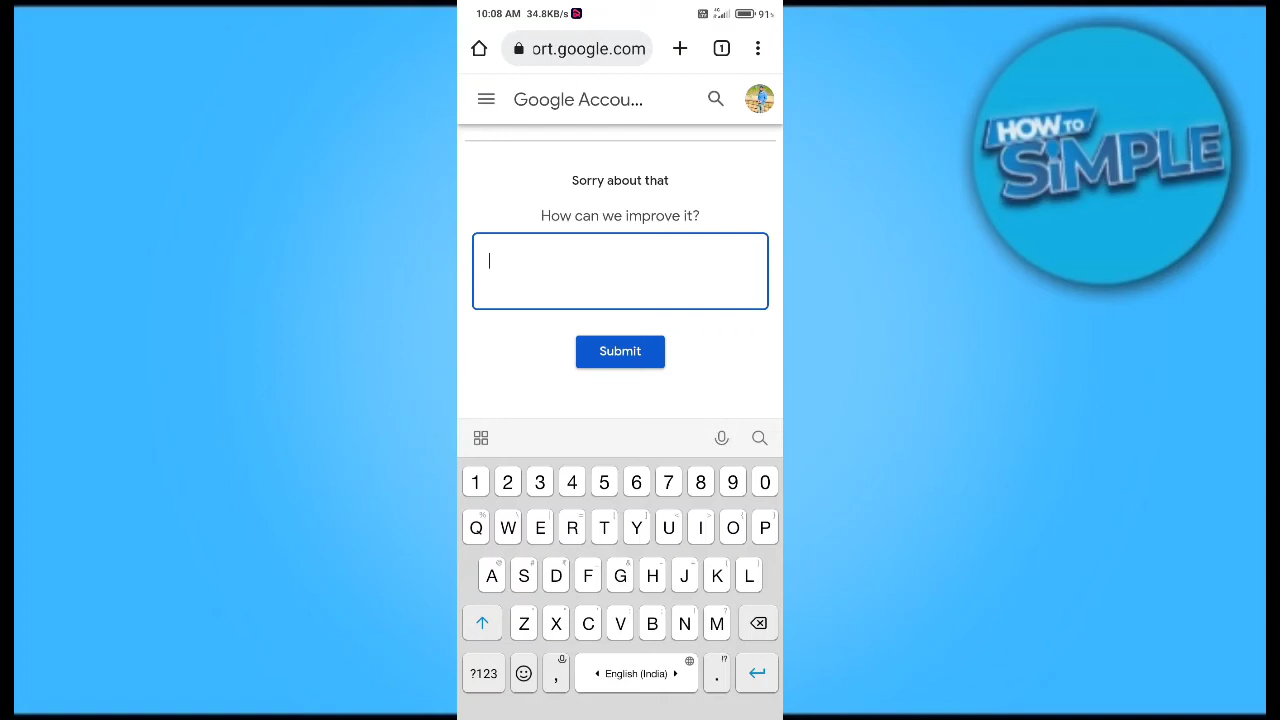 10:08 AM 34.8KB/s 91%
ort.google.com 1
Google Accou...
Sorry about that
How can we improve it?
Submit
1 2 3 4 5 6 7 8 9 0
Q W E R T Y U I O P
A S D F G H J K L
Z X C V B N M
?123 , English (India) .
HOW TO
SiMPLE